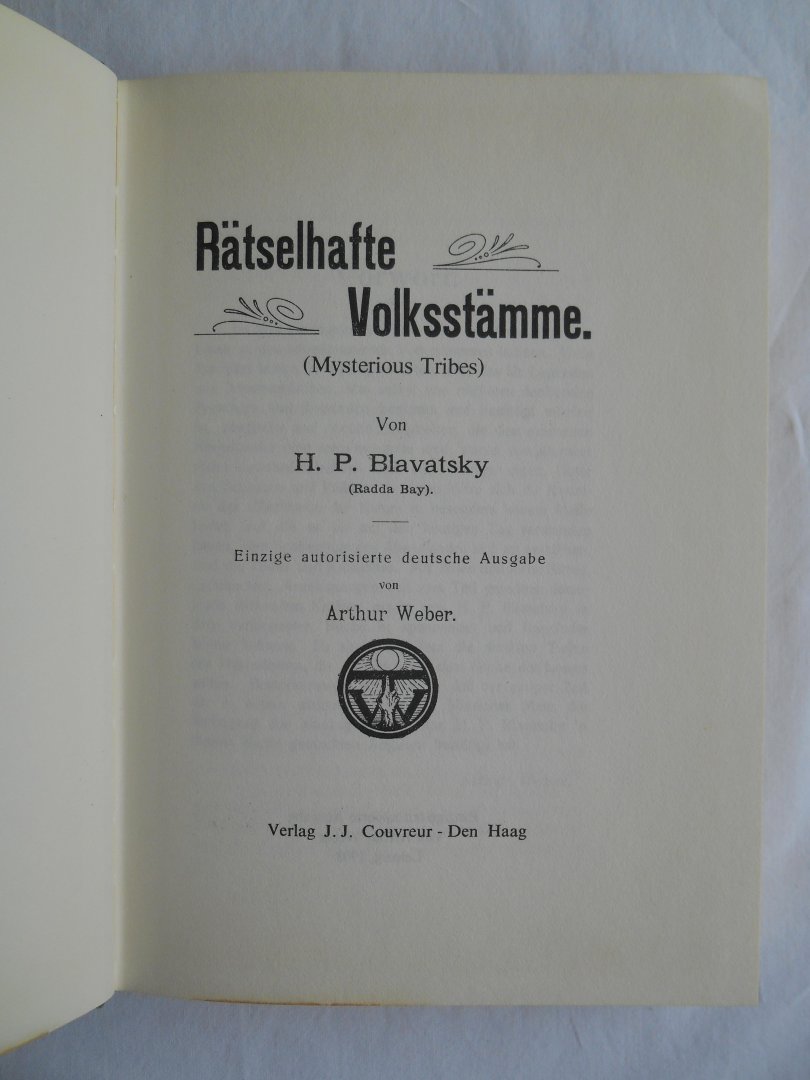 Rätselhafte
Volksstämme.
(Mysterious Tribes)
Von
H. P. Blavatsky
(Radda Bay).
Einzige autorisierte deutsche Ausgabe
von
Arthur Weber.
Verlag J. J. Couvreur - Den Haag